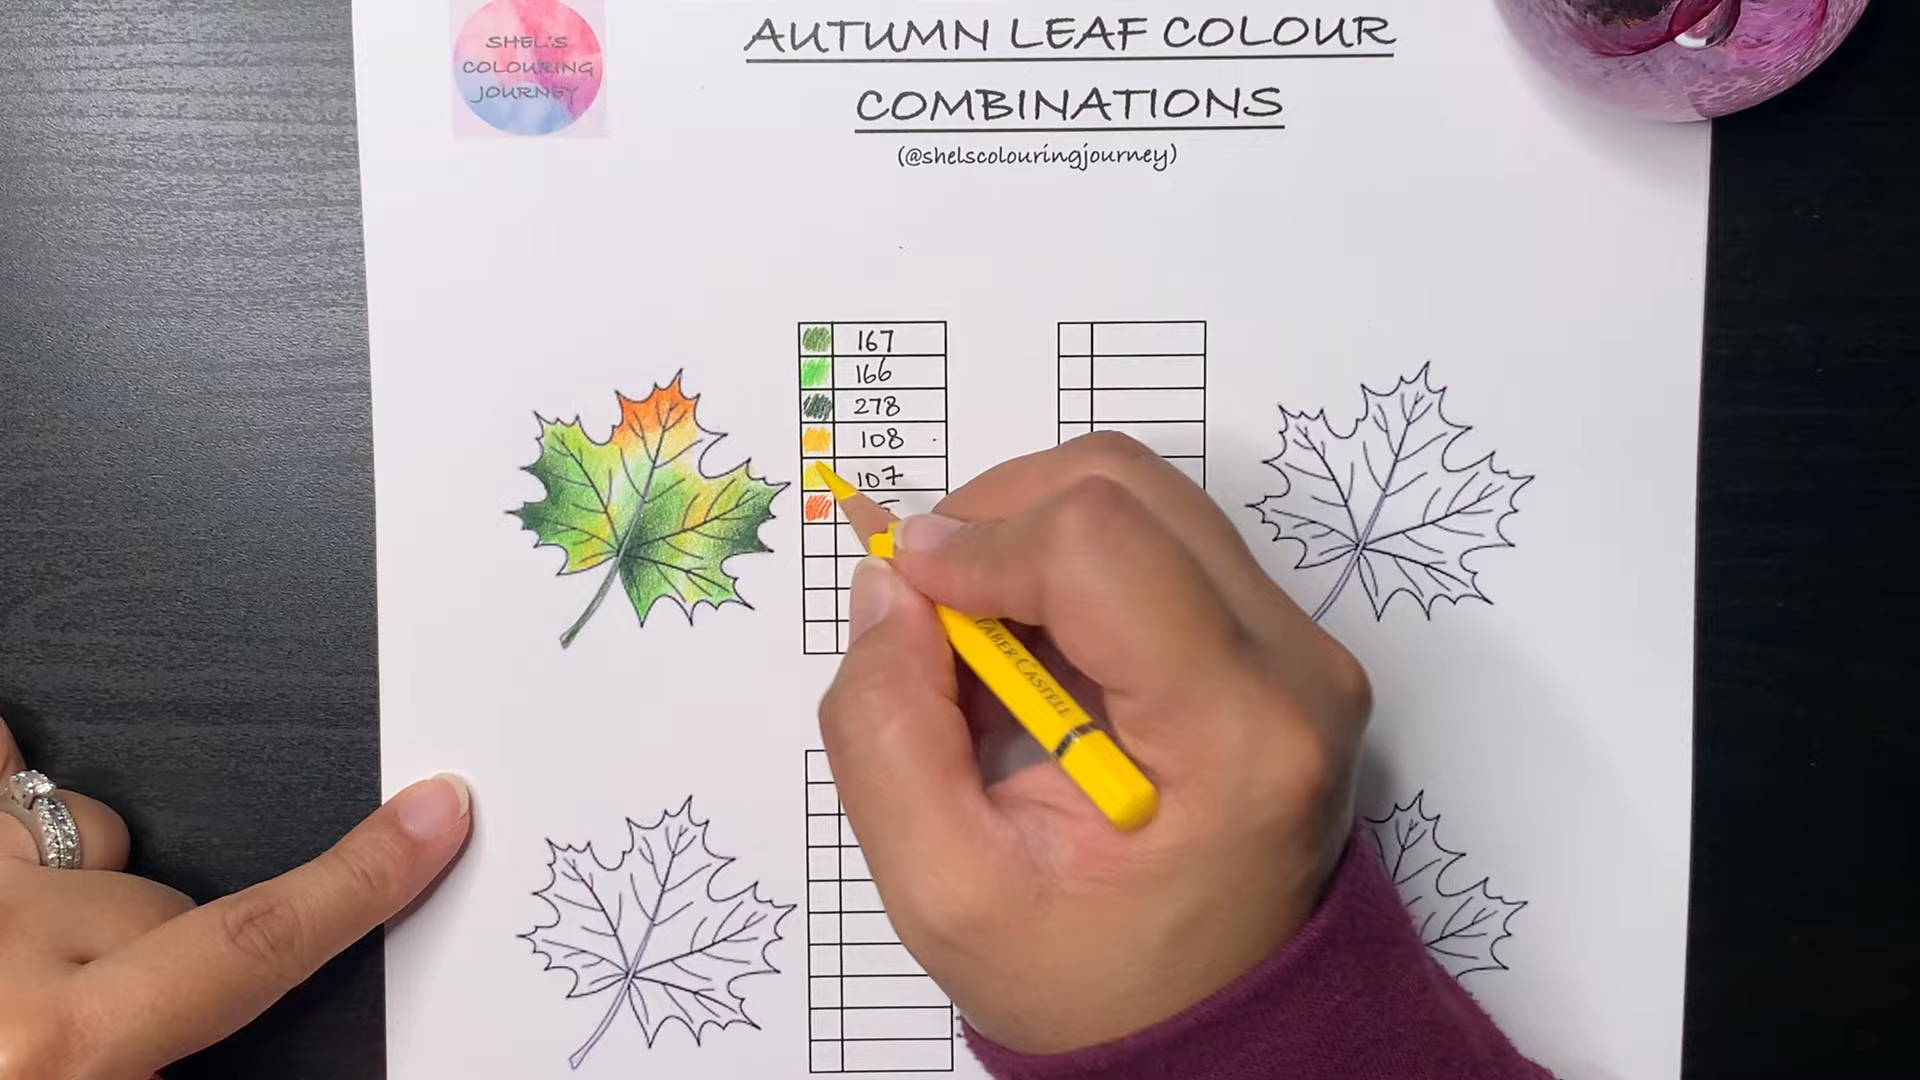 SHEL'S
COLOURING
JOURNEY
AUTUMN LEAF COLOUR
COMBINATIONS
(@shelscolouringjourney)
167
166
278
108
107
FABER CASTELL